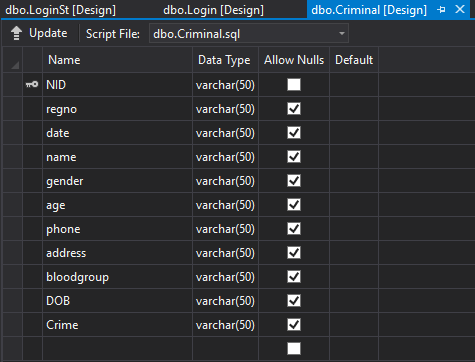 dbo.LoginSt [Design] dbo.Login [Design] dbo.Criminal [Design]
Update Script File: dbo.Criminal.sql
Name Data Type Allow Nulls Default
NID varchar(50)
regno varchar(50)
date varchar(50)
name varchar(50)
gender varchar(50)
age varchar(50)
phone varchar(50)
address varchar(50)
bloodgroup varchar(50)
DOB varchar(50)
Crime varchar(50)